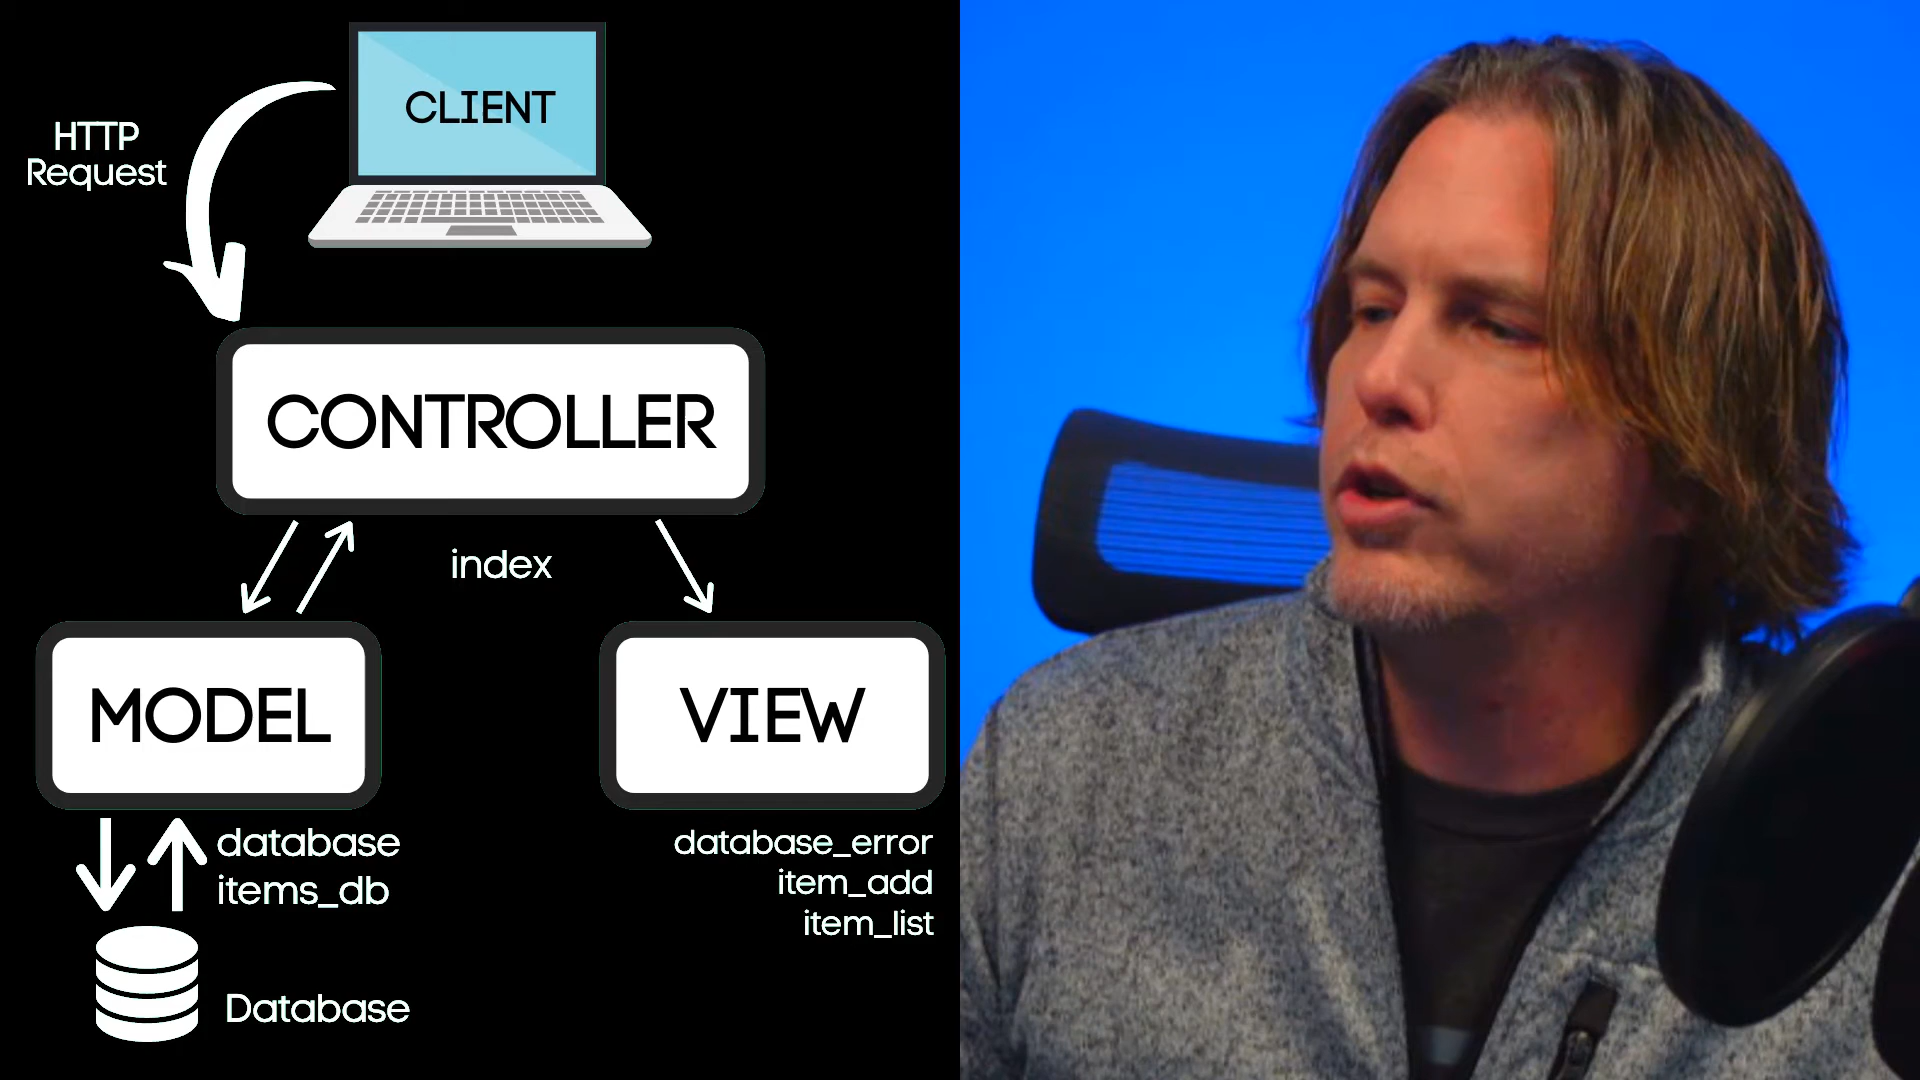 CLIENT
HTTP
Request
CONTROLLER
index
MODEL
VIEW
database
items_db
database_error
item_add
item_list
Database